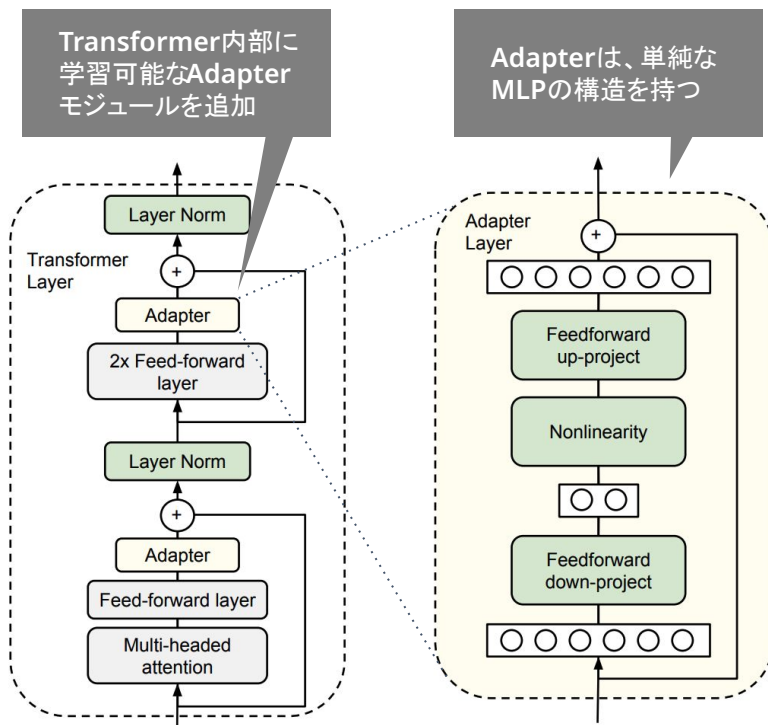 Transformer内部に
学習可能なAdapter
モジュールを追加
Adapterは、単純な
MLPの構造を持つ
Layer Norm
Transformer
Layer
+
Adapter
2x Feed-forward
layer
Layer Norm
+
Adapter
Feed-forward layer
Multi-headed
attention
Adapter
Layer
+
Feedforward
up-project
Nonlinearity
Feedforward
down-project